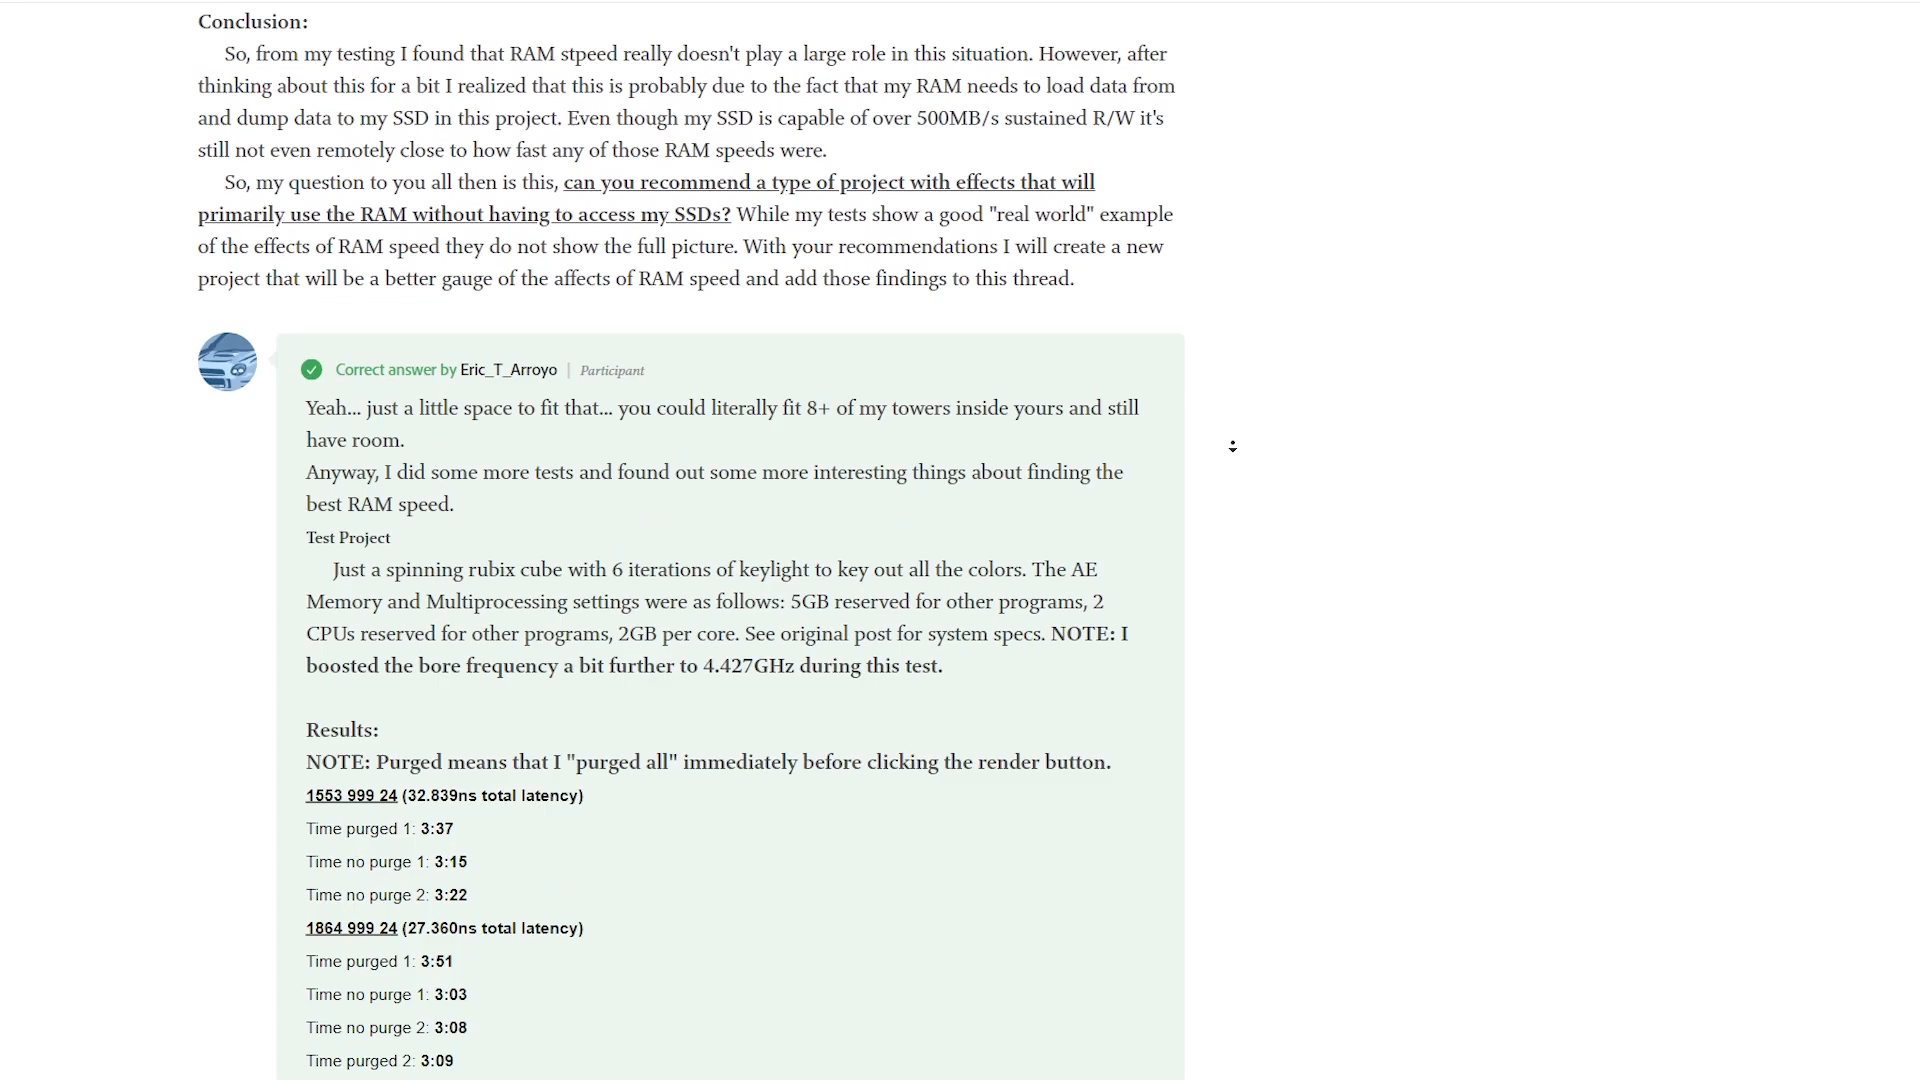 Conclusion:
So, from my testing I found that RAM stpeed really doesn't play a large role in this situation. However, after
thinking about this for a bit I realized that this is probably due to the fact that my RAM needs to load data from
and dump data to my SSD in this project. Even though my SSD is capable of over 500MB/s sustained R/W it's
still not even remotely close to how fast any of those RAM speeds were.
So, my question to you all then is this, can you recommend a type of project with effects that will
primarily use the RAM without having to access my SSDs? While my tests show a good "real world" example
of the effects of RAM speed they do not show the full picture. With your recommendations I will create a new
project that will be a better gauge of the affects of RAM speed and add those findings to this thread.
Correct answer by Eric_T_Arroyo | Participant
Yeah... just a little space to fit that... you could literally fit 8+ of my towers inside yours and still
have room.
Anyway, I did some more tests and found out some more interesting things about finding the
best RAM speed.
Test Project
Just a spinning rubix cube with 6 iterations of keylight to key out all the colors. The AE
Memory and Multiprocessing settings were as follows: 5GB reserved for other programs, 2
CPUs reserved for other programs, 2GB per core. See original post for system specs. NOTE: I
boosted the bore frequency a bit further to 4.427GHz during this test.
Results:
NOTE: Purged means that I "purged all" immediately before clicking the render button.
1553 999 24 (32.839ns total latency)
Time purged 1: 3:37
Time no purge 1: 3:15
Time no purge 2: 3:22
1864 999 24 (27.360ns total latency)
Time purged 1: 3:51
Time no purge 1: 3:03
Time no purge 2: 3:08
Time purged 2: 3:09